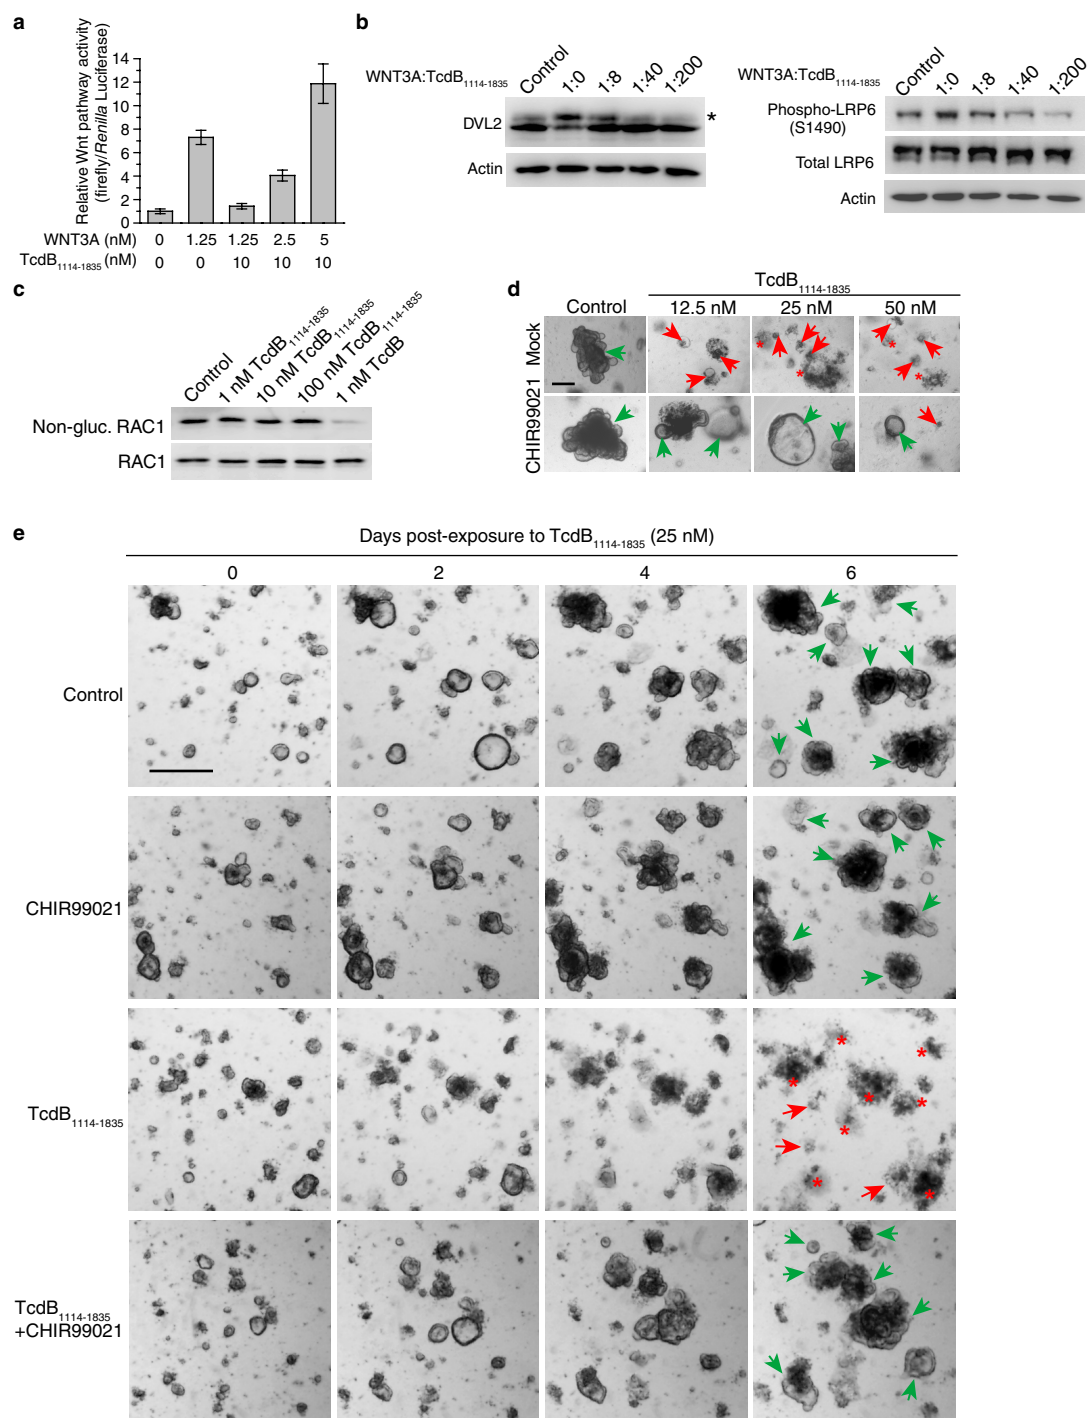 a
Relative Wnt pathway activity
(firefly/Renilla Luciferase)
14
12
10
8
6
4
2
0
WNT3A (nM) 0 1.25 1.25 2.5 5
TcdB1114-1835 (nM) 0 0 10 10 10
b
WNT3A:TcdB1114-1835 Control 1:0 1:8 1:40 1:200
DVL2 *
Actin
WNT3A:TcdB1114-1835 Control 1:0 1:8 1:40 1:200
Phospho-LRP6
(S1490)
Total LRP6
Actin
c
Control
1 nM TcdB1114-1835
10 nM TcdB1114-1835
100 nM TcdB1114-1835
1 nM TcdB
Non-gluc. RAC1
RAC1
d
TcdB1114-1835
Control 12.5 nM 25 nM 50 nM
Mock
* * *
* *
CHIR99021
e
Days post-exposure to TcdB1114-1835 (25 nM)
0 2 4 6
Control
CHIR99021
TcdB1114-1835
* * * * * * * *
TcdB1114-1835
+CHIR99021